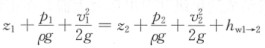 z₁ + p₁/ρg + v₁²/2g = z₂ + p₂/ρg + v₂²/2g + h_w1→2